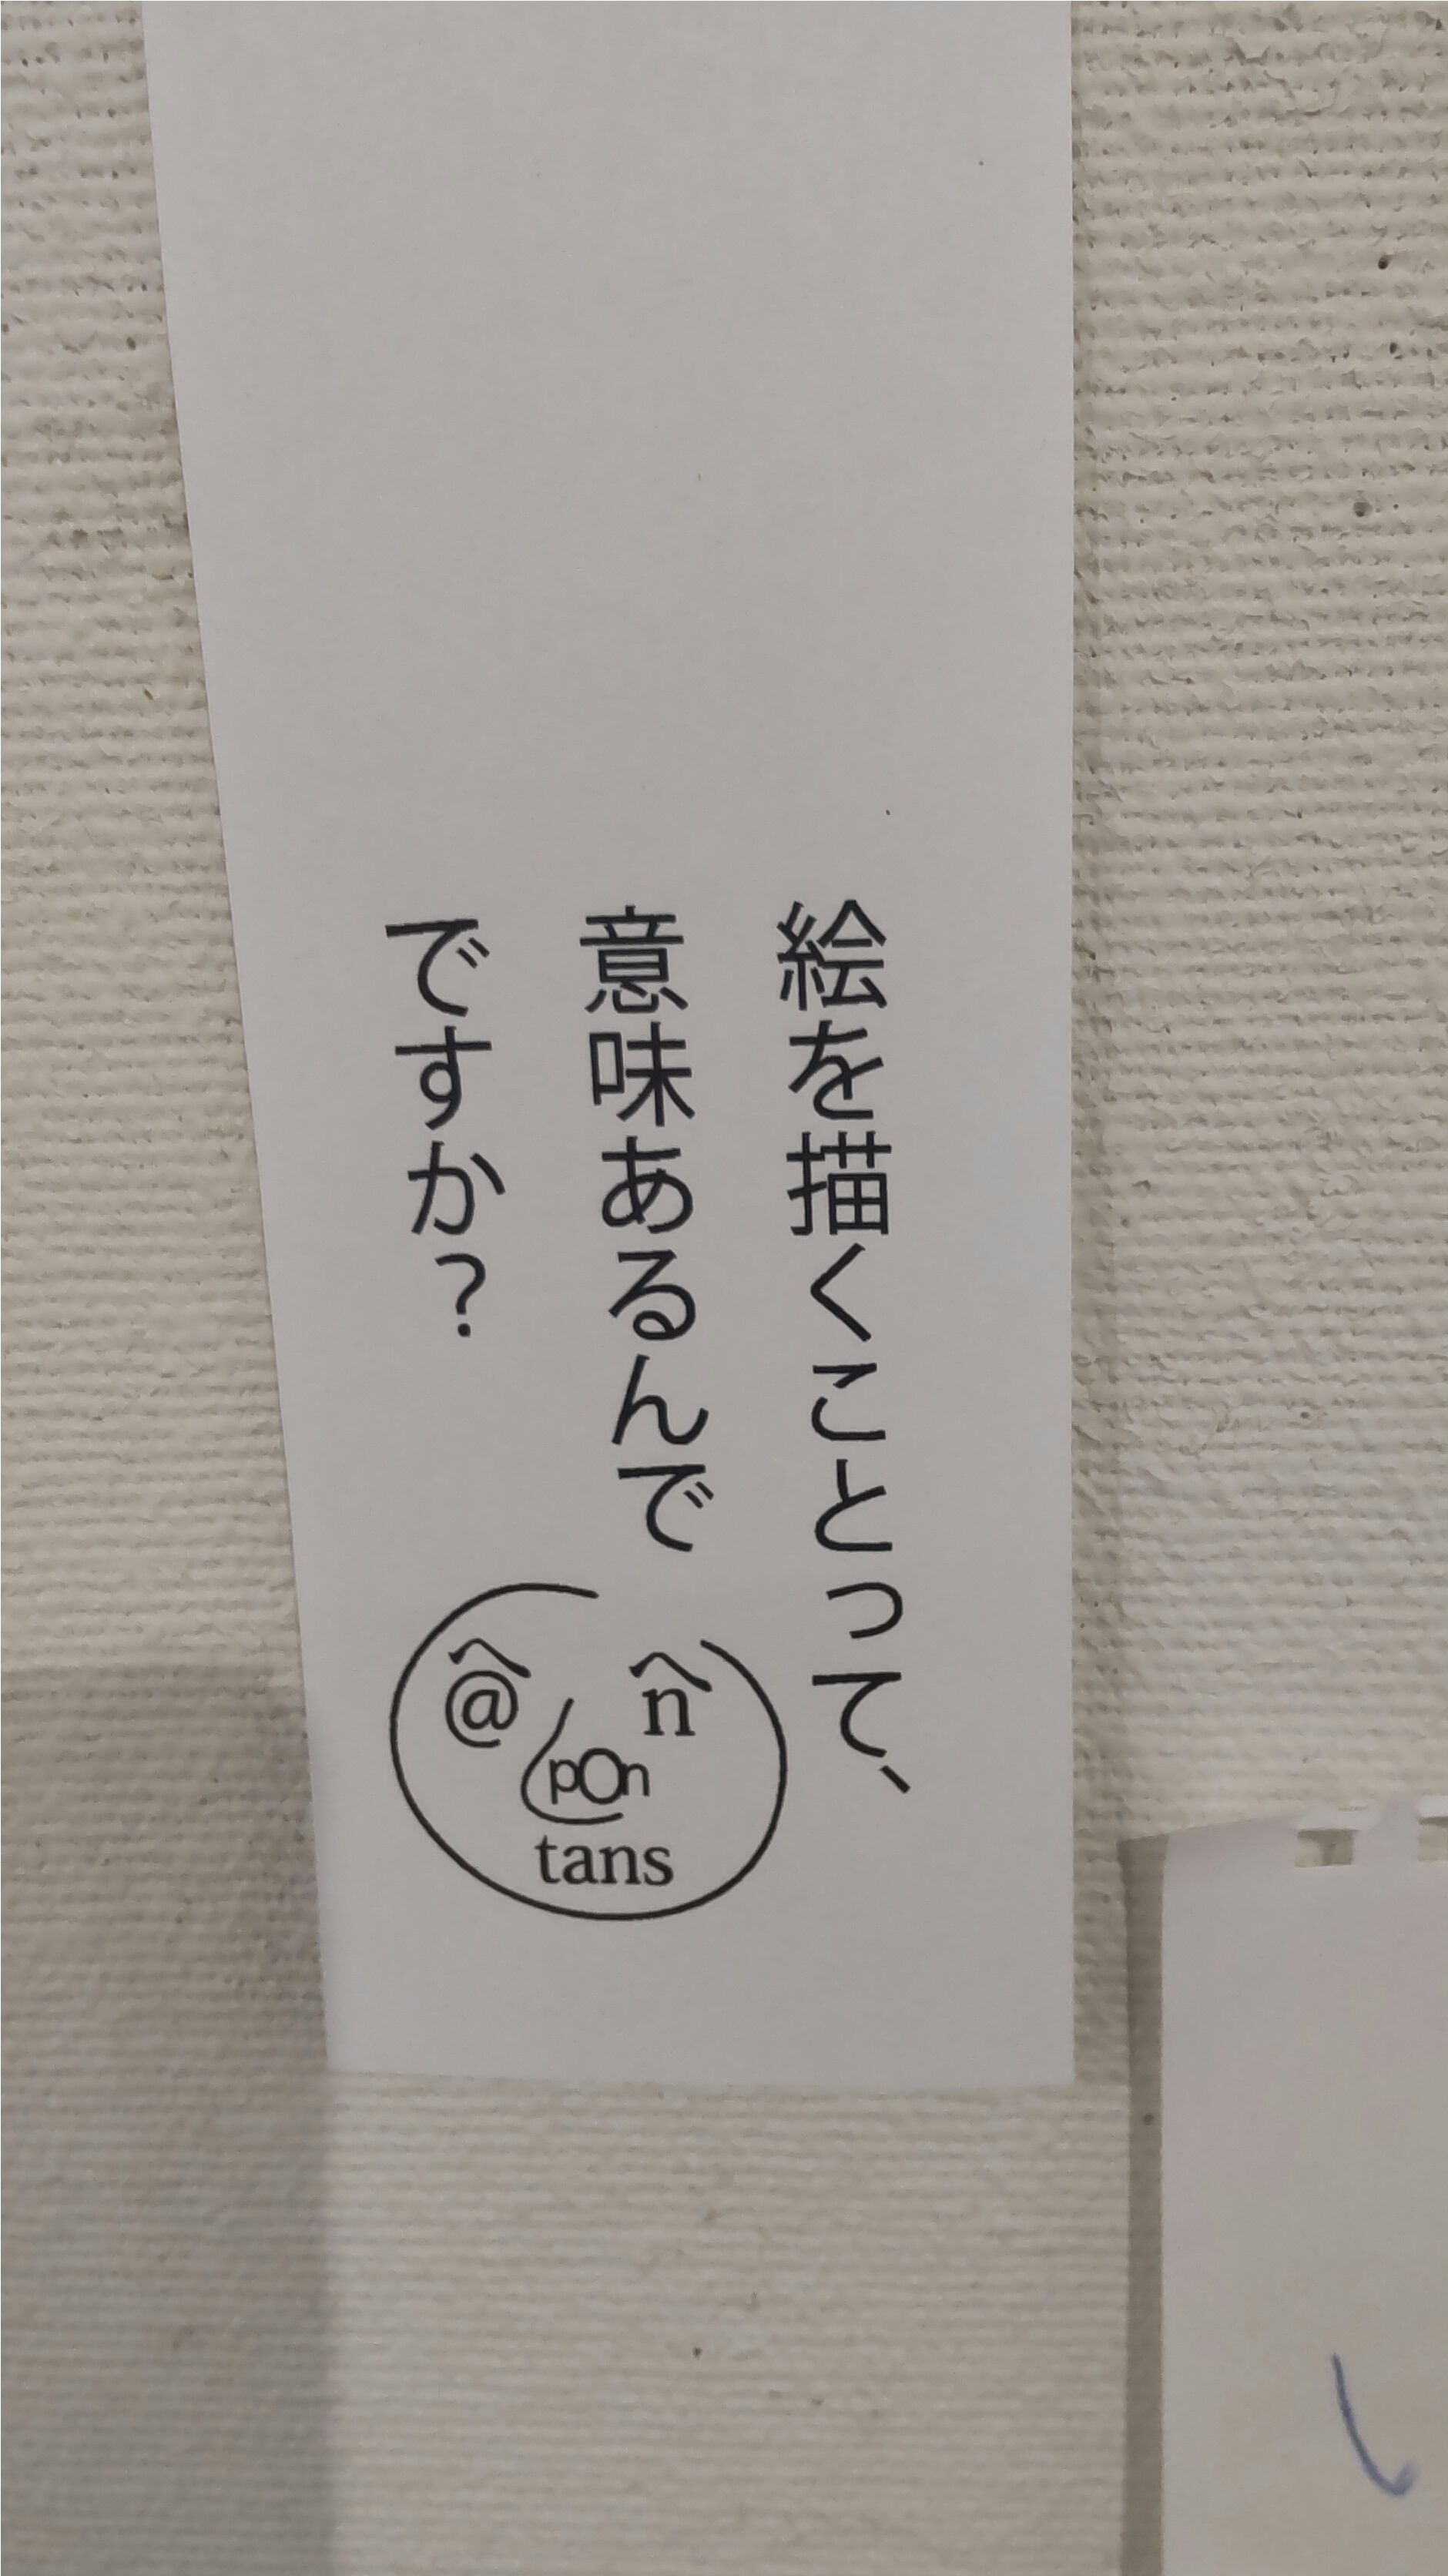 絵を描くことって、
意味あるんで
ですか?
@ n
pOn
tans
し